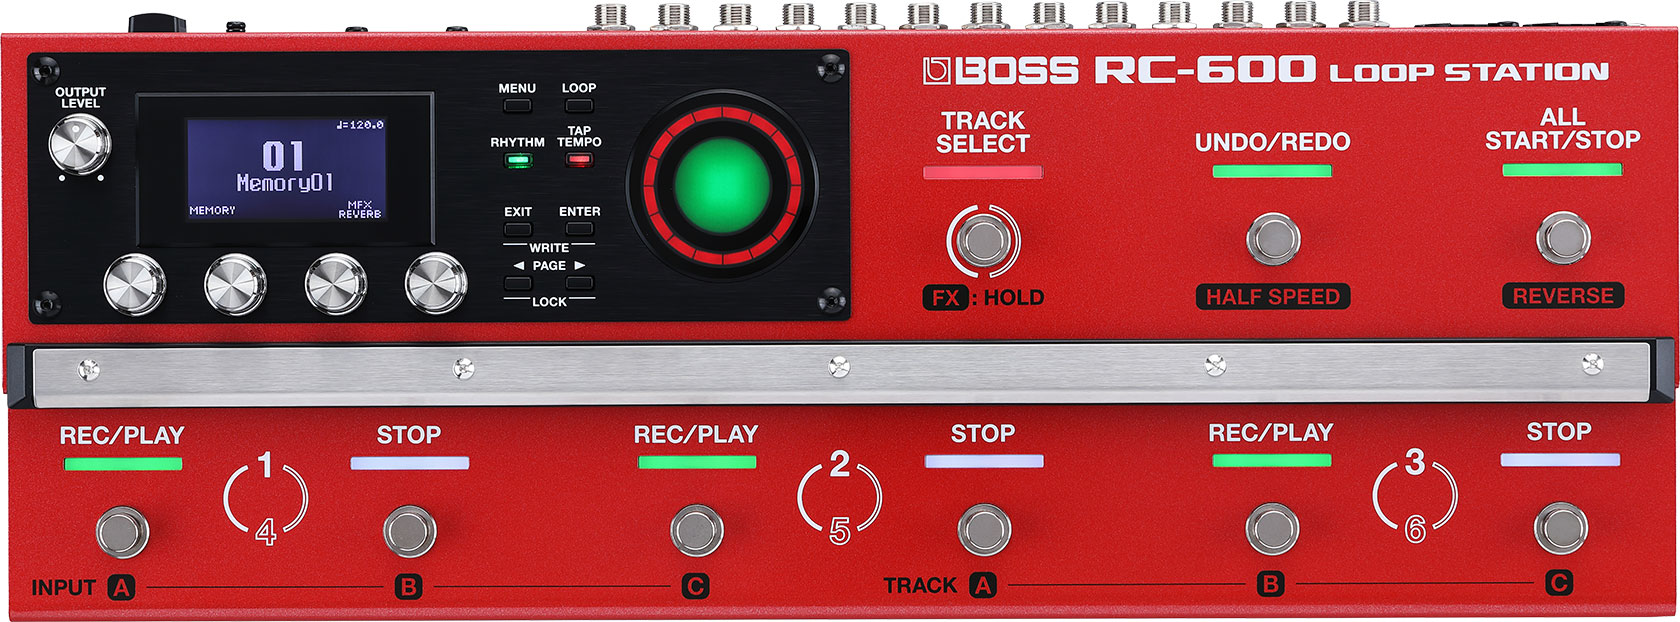 BOSS RC-600 LOOP STATION
OUTPUT
LEVEL
♩=120.0
01
Memory01
MEMORY
MFX
REVERB
MENU
LOOP
RHYTHM
TAP
TEMPO
EXIT
ENTER
WRITE
◀ PAGE ▶
LOCK
TRACK
SELECT
FX : HOLD
UNDO/REDO
HALF SPEED
ALL
START/STOP
REVERSE
REC/PLAY
1
4
STOP
REC/PLAY
2
5
STOP
REC/PLAY
3
6
STOP
INPUT A B C
TRACK A B C